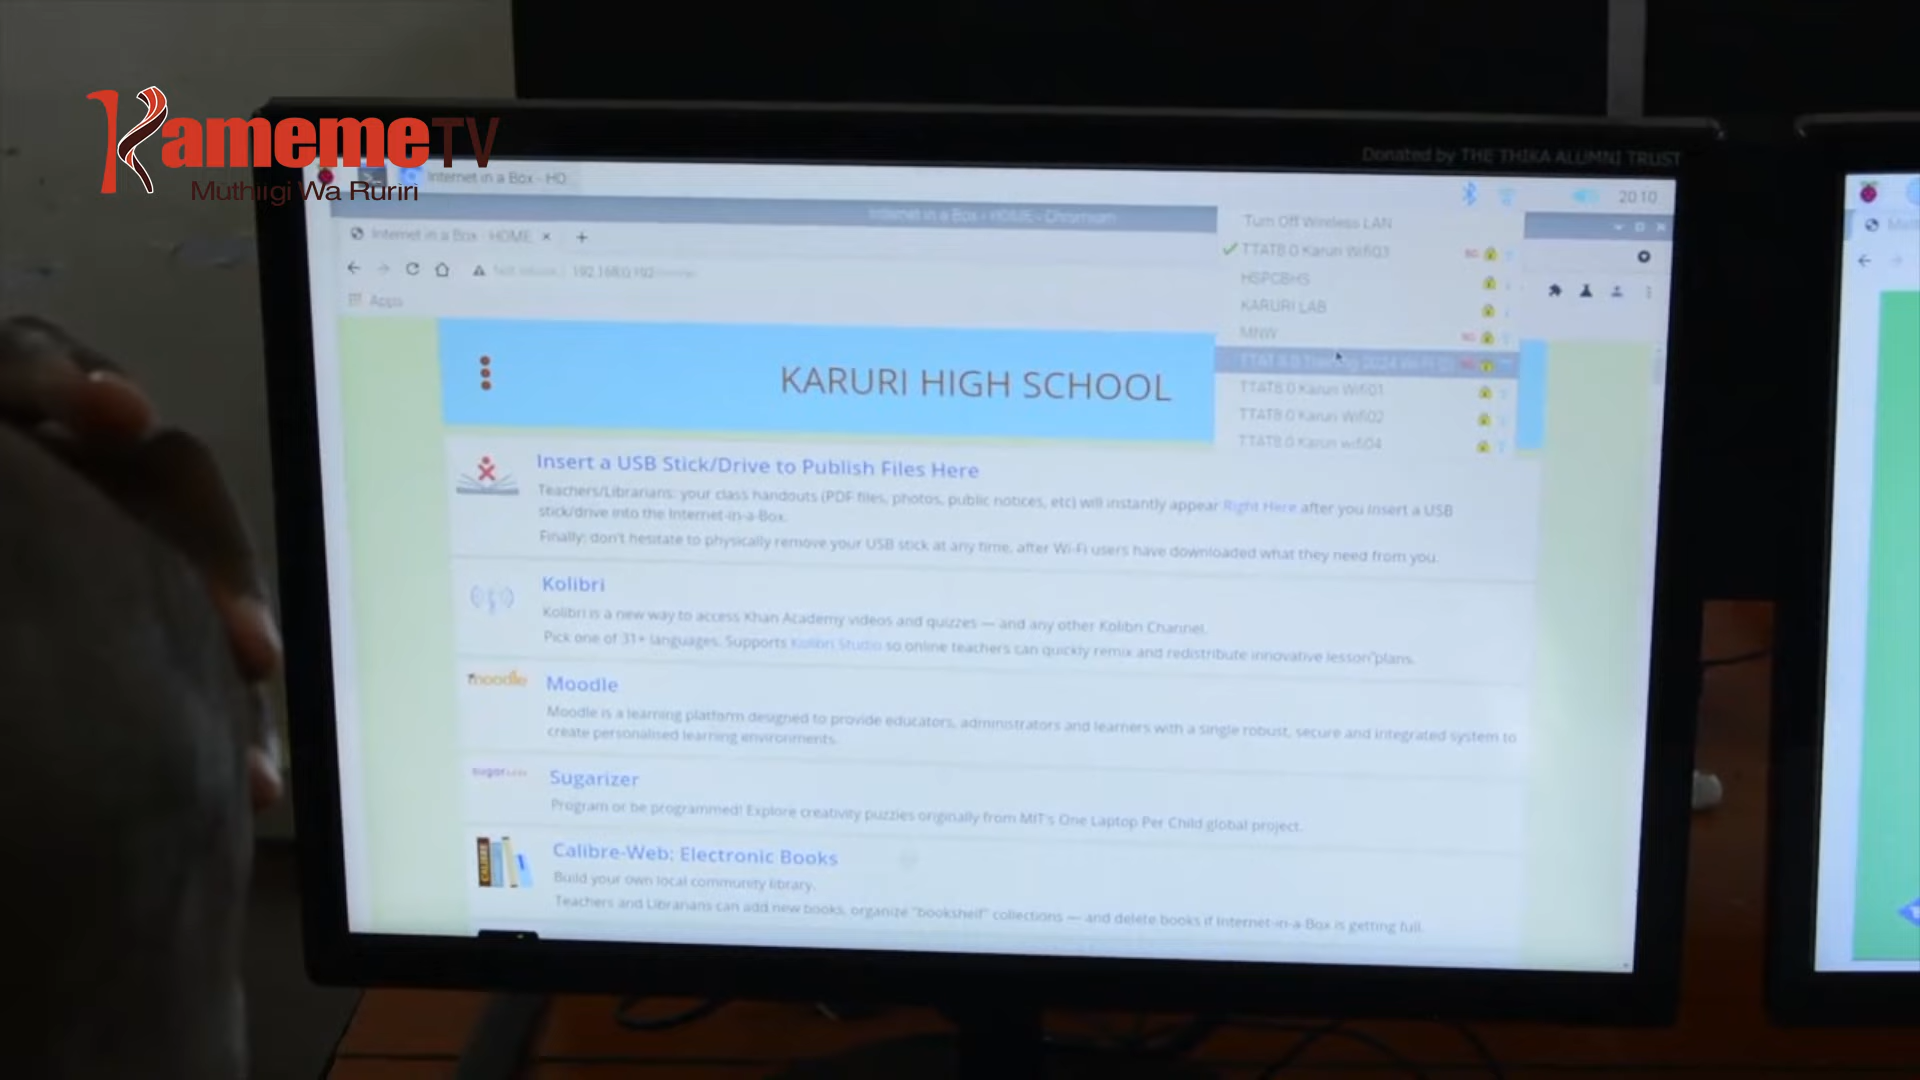 Kameme TV
Muthiigi Wa Ruriri
Donated by THE THIKA ALUMNI TRUST
Internet in a Box - HO
20:10
Internet in a Box - HOME - Chromium
Internet in a Box - HOME
192.168.0.192
Apps
Turn Off Wireless LAN
TTAT8.0 Karuri Wifi03
HSPCBHS
KARURI LAB
MNW
TTAT8.0 Karuri Wifi01
TTAT8.0 Karuri Wifi02
TTAT8.0 Karuri wifi04
KARURI HIGH SCHOOL
Insert a USB Stick/Drive to Publish Files Here
Teachers/Librarians: your class handouts (PDF files, photos, public notices, etc) will instantly appear Right Here after you insert a USB
stick/drive into the Internet-in-a-Box.
Finally: don't hesitate to physically remove your USB stick at any time, after Wi-Fi users have downloaded what they need from you.
Kolibri
Kolibri is a new way to access Khan Academy videos and quizzes — and any other Kolibri Channel.
Pick one of 31+ languages. Supports Kolibri Studio so online teachers can quickly remix and redistribute innovative lesson plans.
moodle
Moodle
Moodle is a learning platform designed to provide educators, administrators and learners with a single robust, secure and integrated system to
create personalised learning environments.
sugarlabs
Sugarizer
Program or be programmed! Explore creativity puzzles originally from MIT's One Laptop Per Child global project.
CALIBRE
Calibre-Web: Electronic Books
Build your own local community library.
Teachers and Librarians can add new books, organize "bookshelf" collections — and delete books if Internet-in-a-Box is getting full.